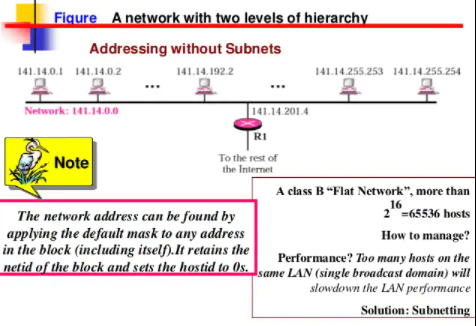 Figure A network with two levels of hierarchy
Addressing without Subnets
141.14.0.1 141.14.0.2 ... 141.14.192.2 ... 141.14.255.253 141.14.255.254
Network: 141.14.0.0
141.14.201.4
R1
To the rest of
the Internet
Note
The network address can be found by
applying the default mask to any address
in the block (including itself).It retains the
netid of the block and sets the hostid to 0s.
A class B “Flat Network”, more than
2^16=65536 hosts
How to manage?
Performance? Too many hosts on the
same LAN (single broadcast domain) will
slowdown the LAN performance
Solution: Subnetting